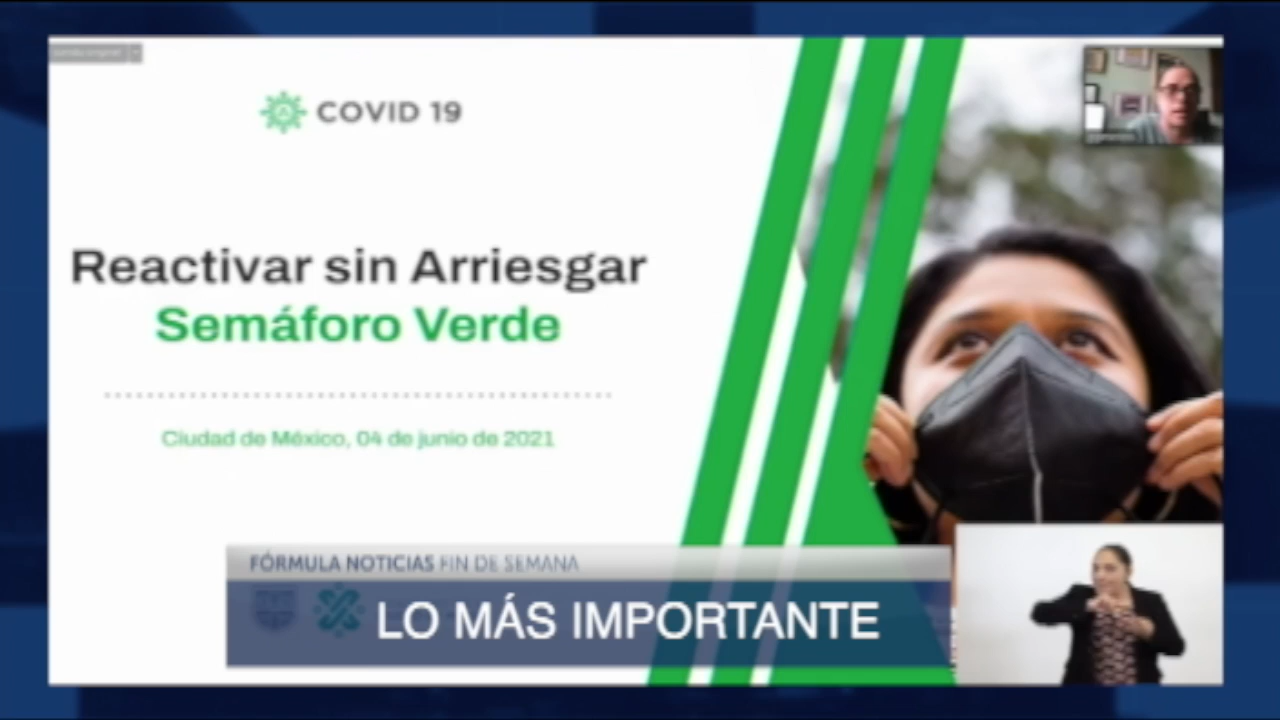 COVID 19
Reactivar sin Arriesgar
Semáforo Verde
Ciudad de México, 04 de junio de 2021
FÓRMULA NOTICIAS FIN DE SEMANA
LO MÁS IMPORTANTE